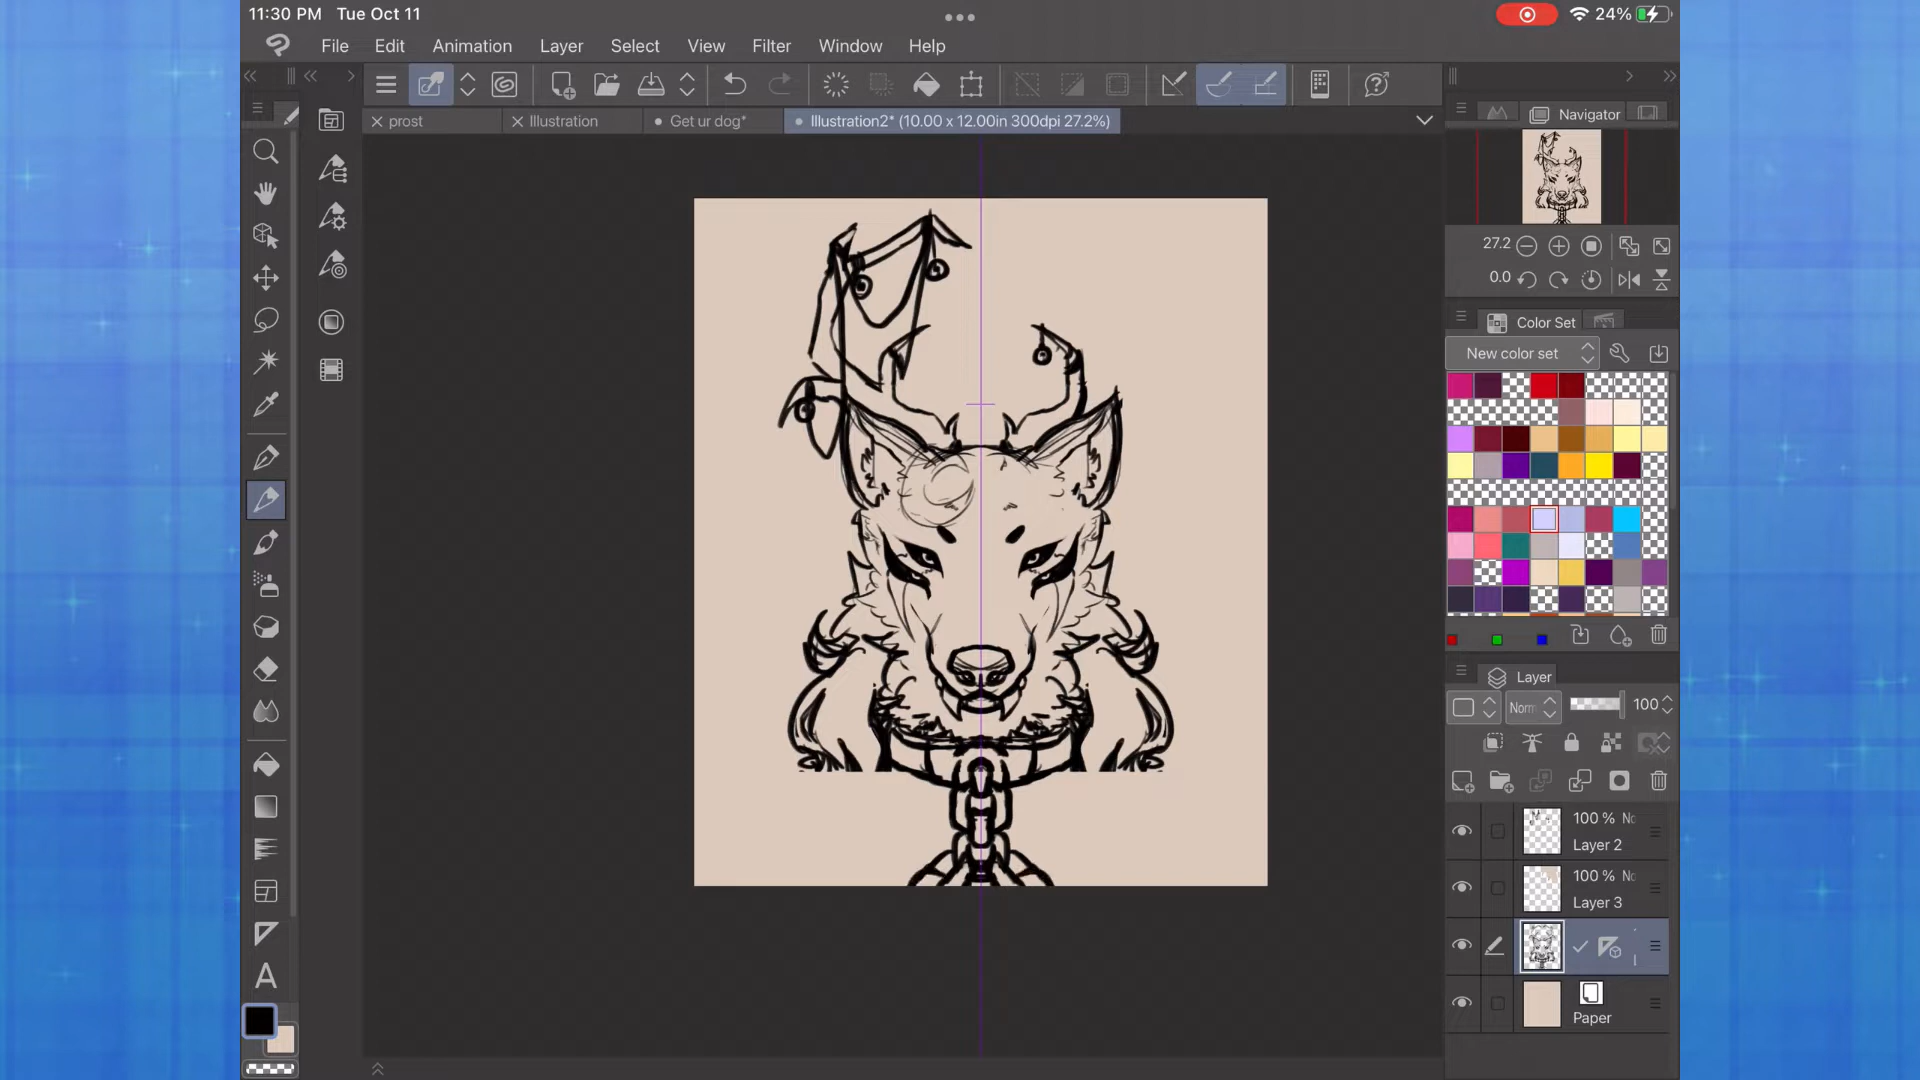 11:30 PM Tue Oct 11
24%
File Edit Animation Layer Select View Filter Window Help
prost
Illustration
Get ur dog*
Illustration2* (10.00 x 12.00in 300dpi 27.2%)
Navigator
27.2
0.0
Color Set
New color set
Layer
Norm
100
100 % No
Layer 2
100 % No
Layer 3
Paper
A